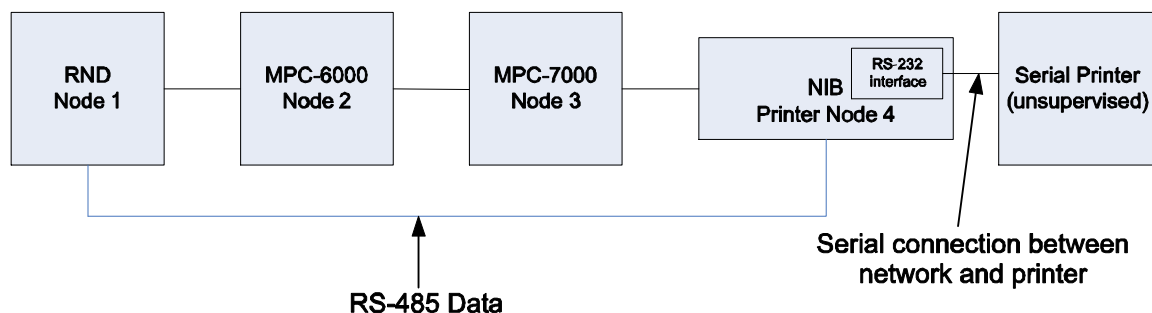 RND
Node 1
MPC-6000
Node 2
MPC-7000
Node 3
RS-232
interface
NIB
Printer Node 4
Serial Printer
(unsupervised)
Serial connection between
network and printer
RS-485 Data